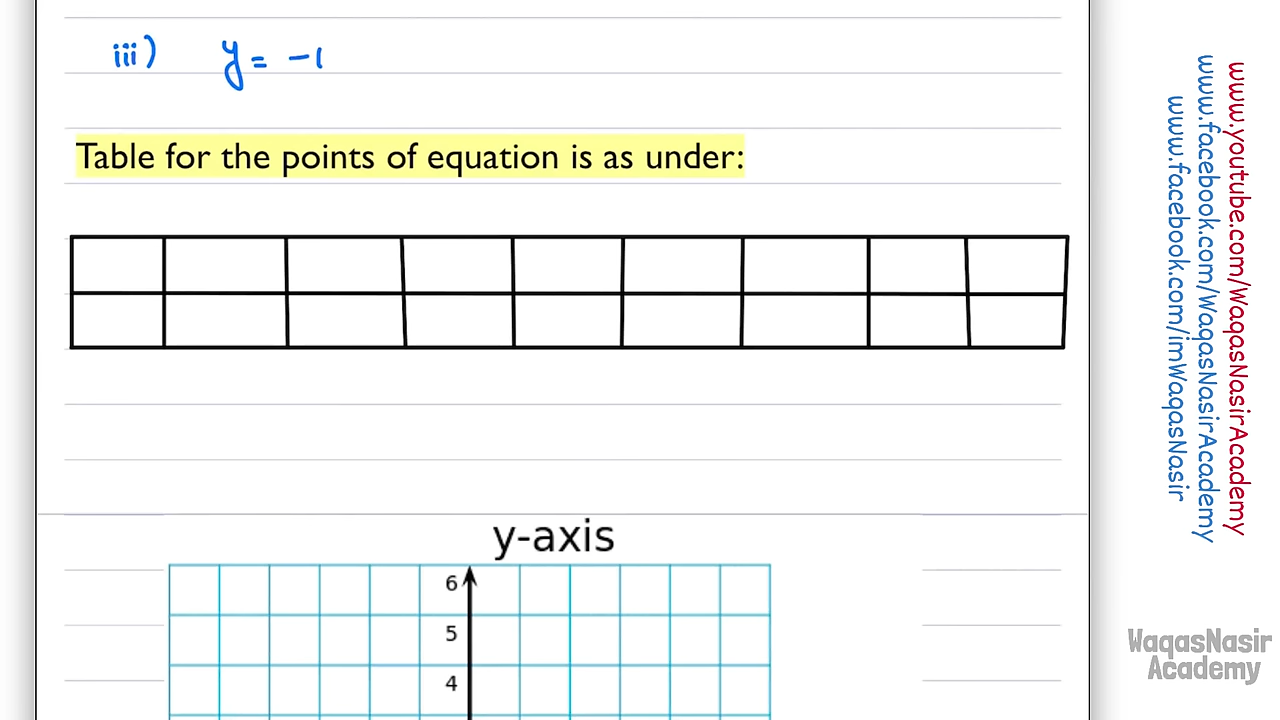 iii) y = -1
Table for the points of equation is as under:
y-axis
6
5
4
www.youtube.com/WaqasNasirAcademy
www.facebook.com/WaqasNasirAcademy
www.facebook.com/imWaqasNasir
WaqasNasir
Academy